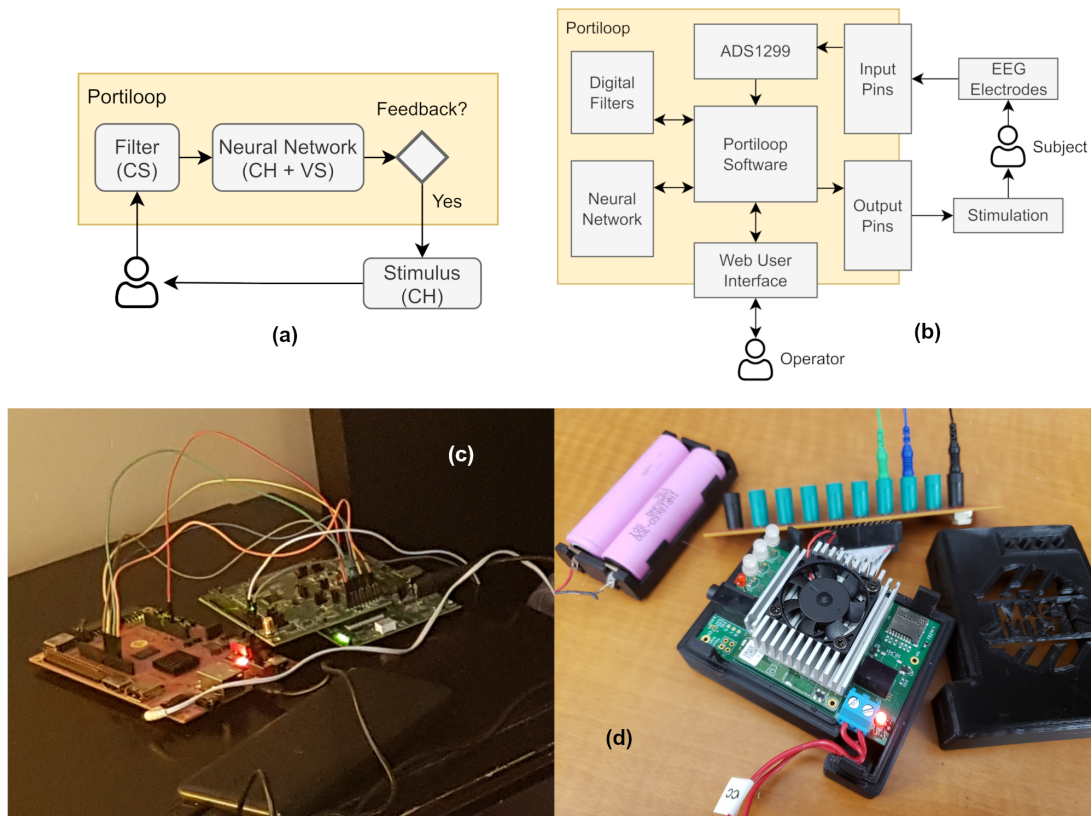 Portiloop
Feedback?
Filter
(CS)
Neural Network
(CH + VS)
Yes
Stimulus
(CH)
(a)
Portiloop
ADS1299
Input
Pins
EEG
Electrodes
Digital
Filters
Portiloop
Software
Subject
Neural
Network
Output
Pins
Stimulation
Web User
Interface
(b)
Operator
(c)
(d)
CC